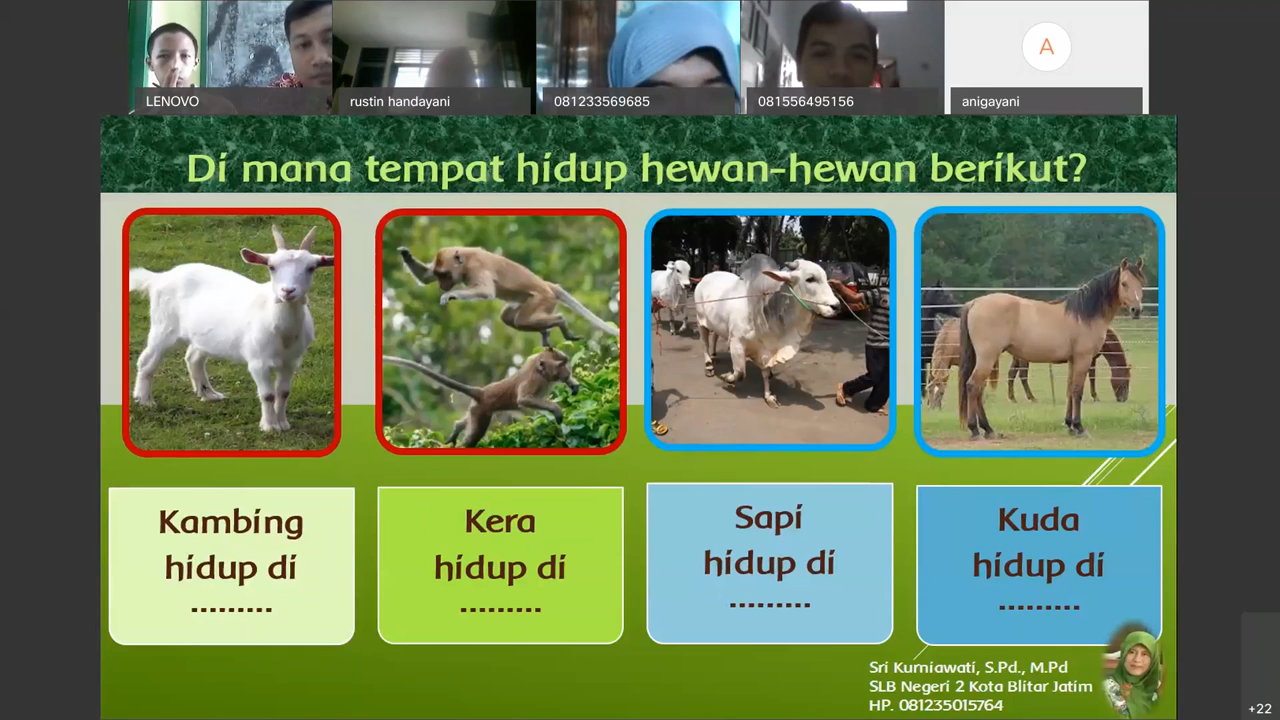 LENOVO
rustin handayani
081233569685
081556495156
A
anigayani
Di mana tempat hidup hewan-hewan berikut?
Kambing
hidup di
.........
Kera
hidup di
.........
Sapi
hidup di
.........
Kuda
hidup di
.........
Sri Kurniawati, S.Pd., M.Pd
SLB Negeri 2 Kota Blitar Jatim
HP. 081235015764
+22